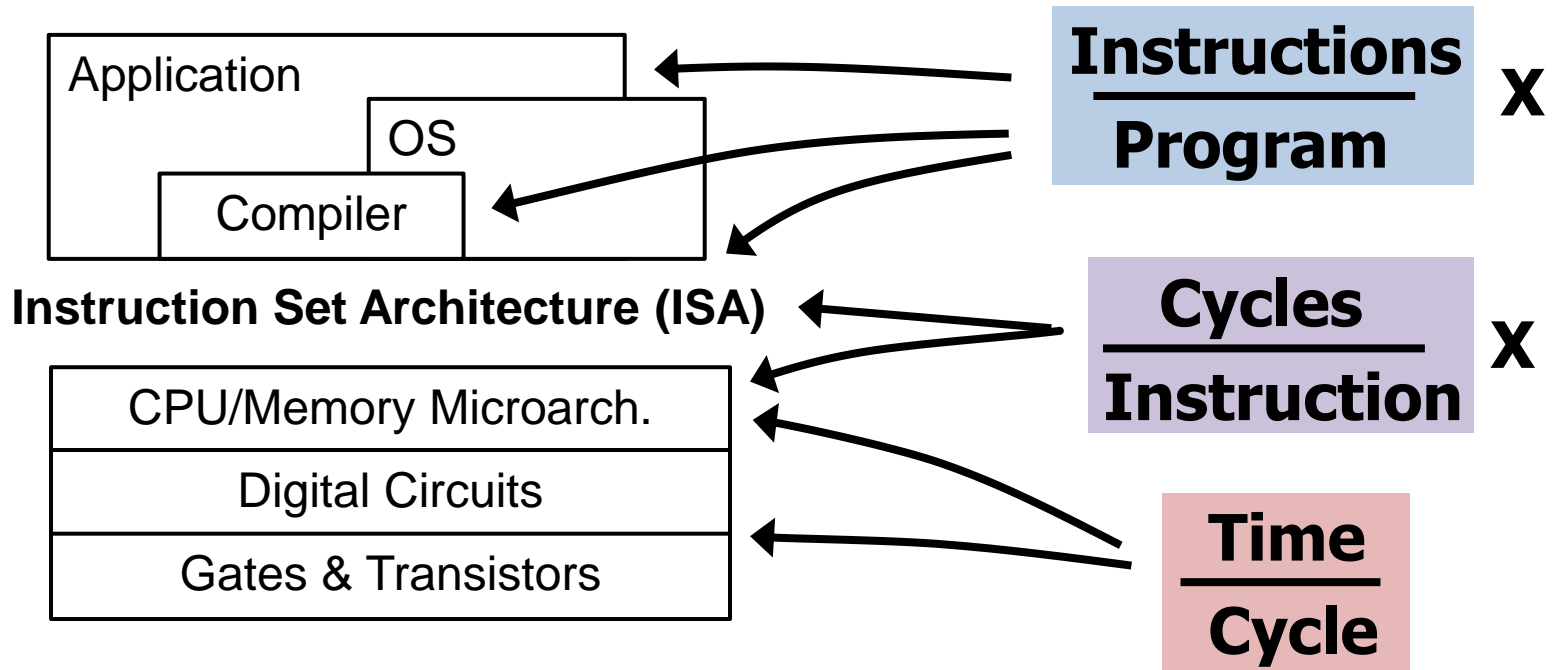 Application
OS
Compiler
Instruction Set Architecture (ISA)
CPU/Memory Microarch.
Digital Circuits
Gates & Transistors
Instructions
Program
X
Cycles
Instruction
X
Time
Cycle